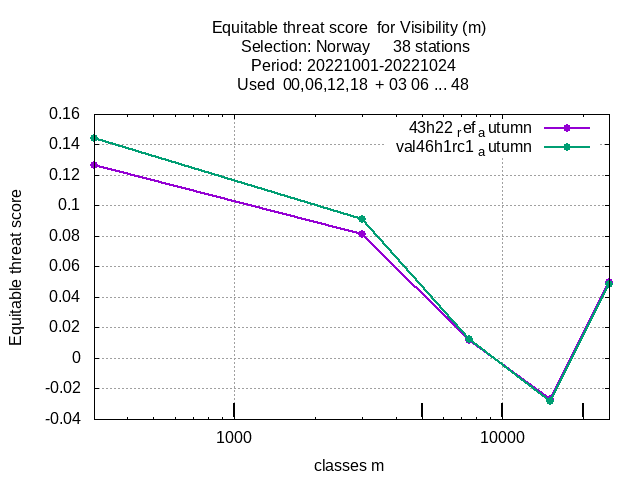 Equitable threat score  for Visibility (m)
Selection: Norway     38 stations
Period: 20221001-20221024
Used  00,06,12,18  + 03 06 ... 48
43h22 ref autumn
val46h1rc1 autumn
Equitable threat score
0.16
0.14
0.12
0.1
0.08
0.06
0.04
0.02
0
-0.02
-0.04
1000
10000
classes m